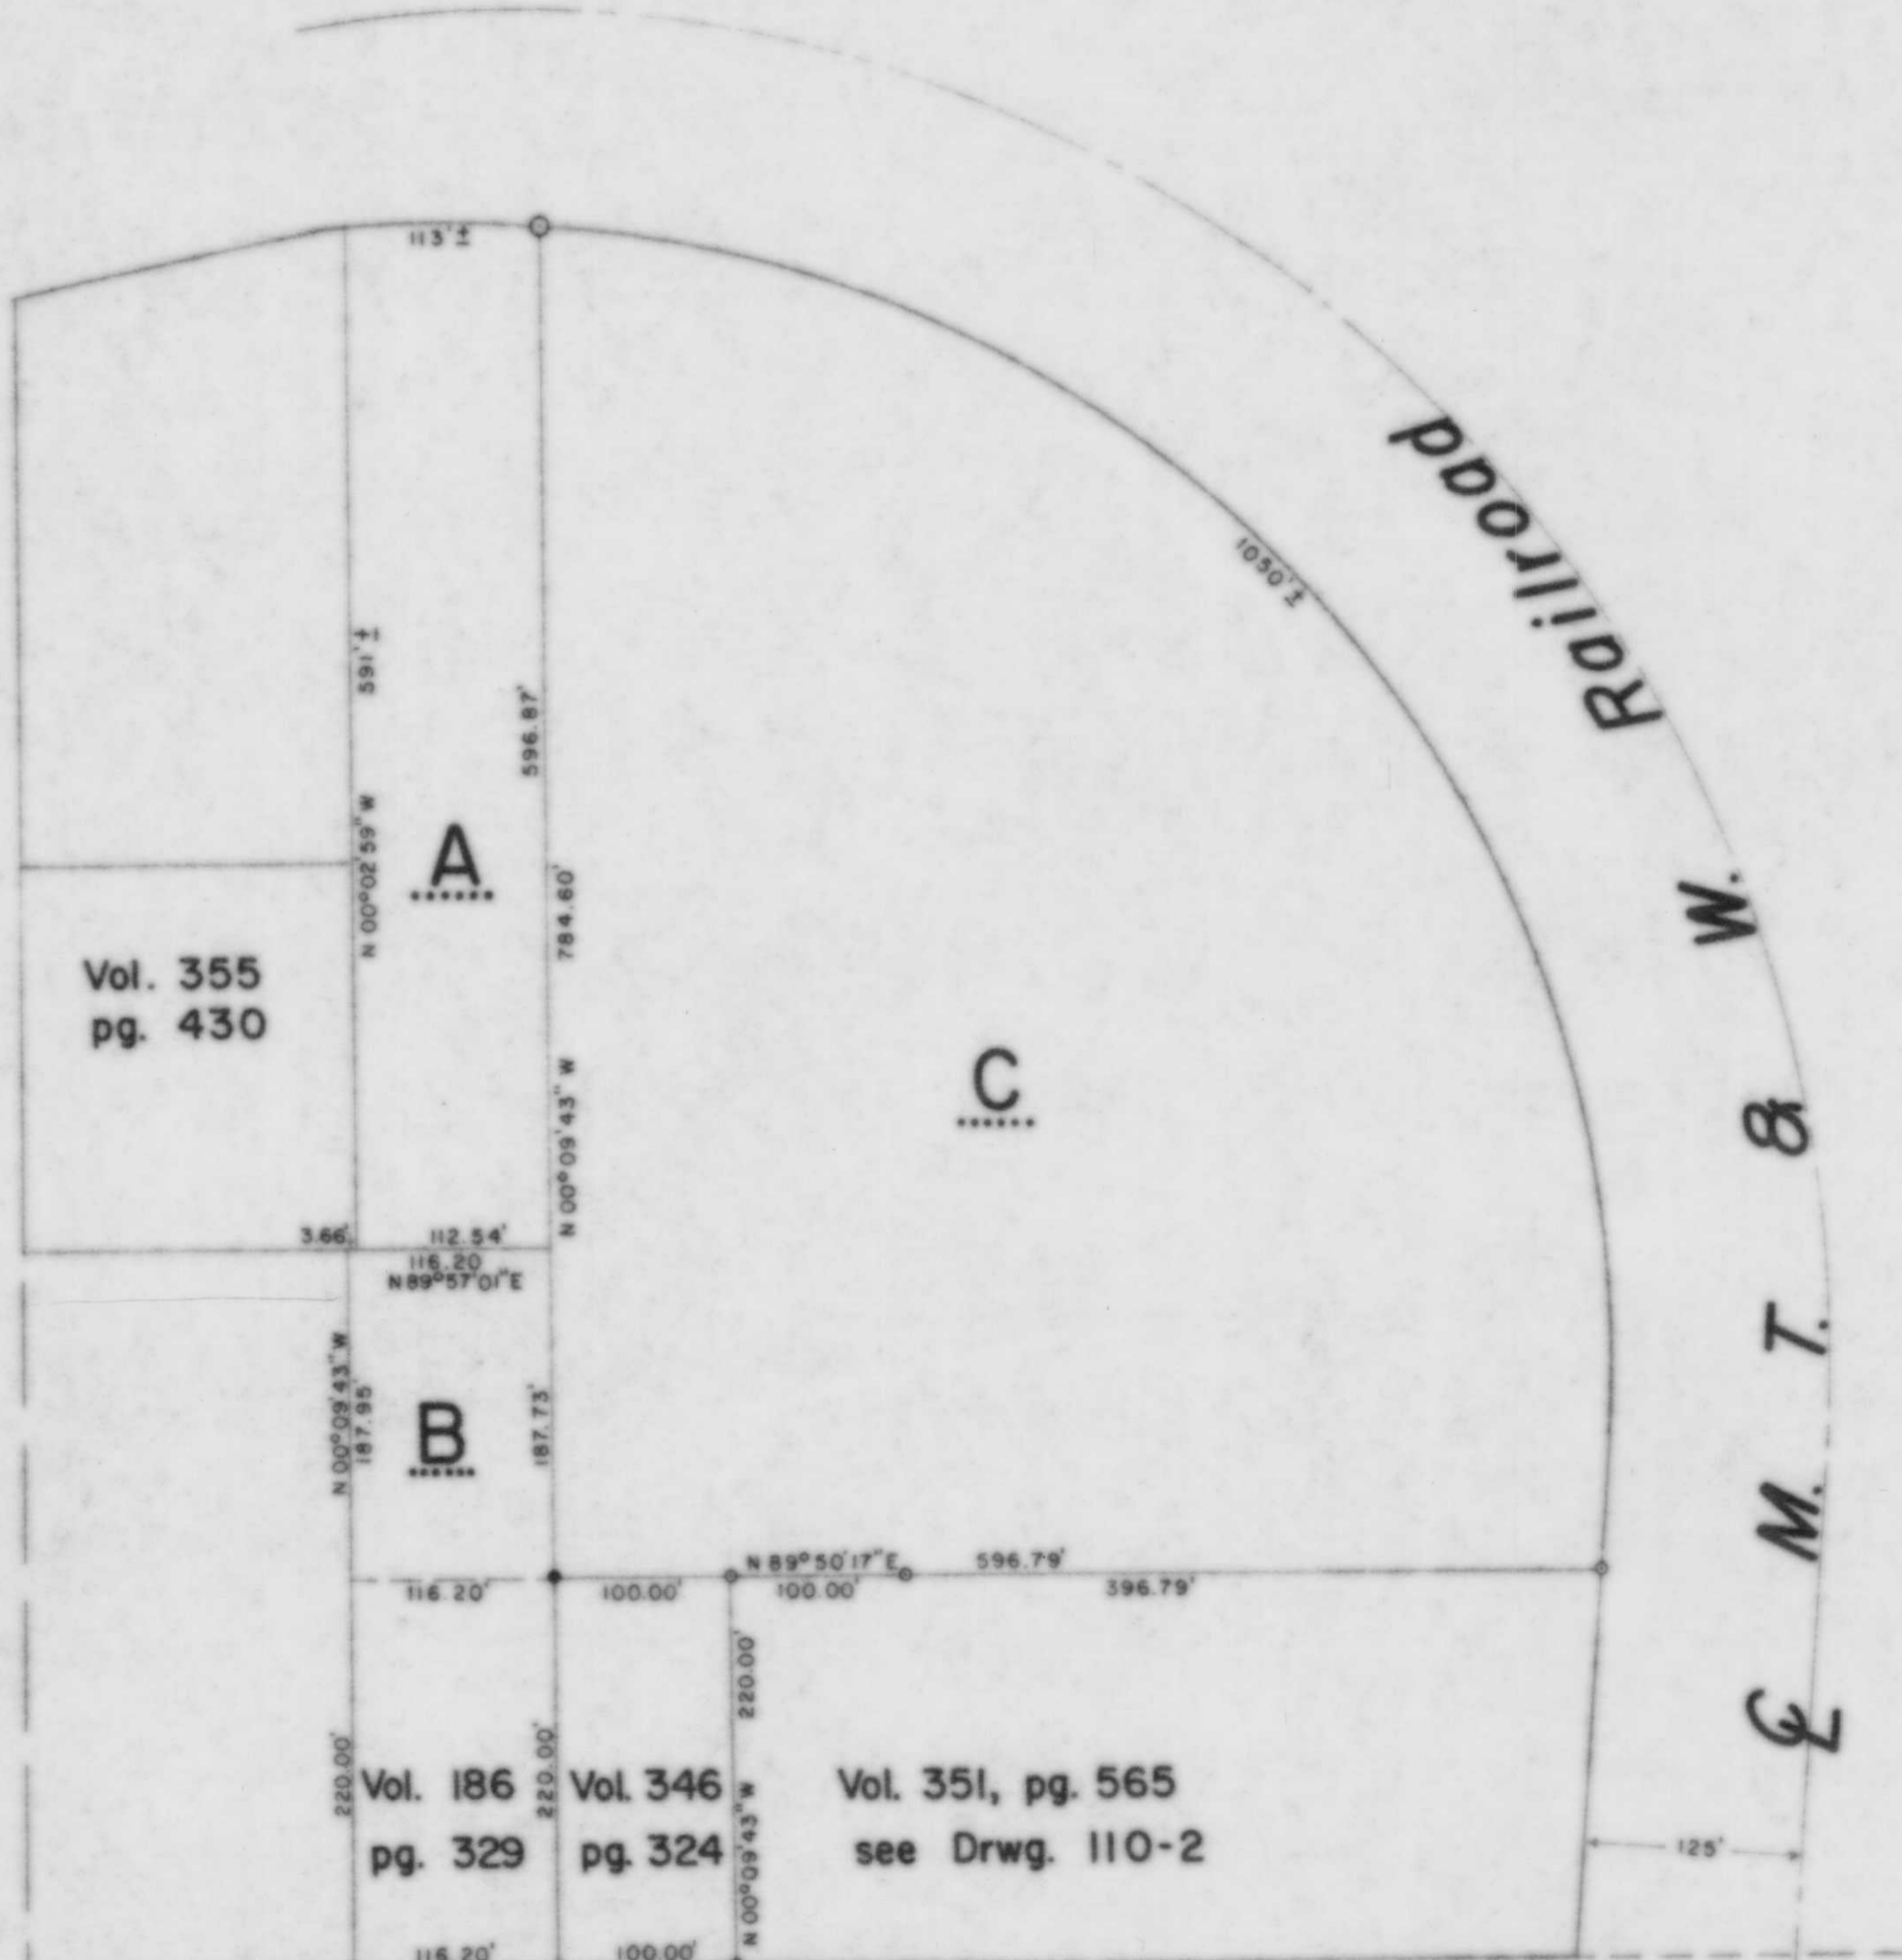 113'±
1050'±
Railroad
591'±
596.87'
A
N 00°02'59" W
784.60'
W.
Vol. 355
pg. 430
C
N 00°09'43" W
&
3.66'
112.54'
116.20
N 89°57'01" E
T.
N 00°09'43" W
187.95'
B
187.73'
M.
N 89°50'17" E
596.79'
116.20'
100.00'
100.00'
396.79'
220.00'
℄
220.00'
Vol. 186
pg. 329
220.00'
Vol. 346
pg. 324
N 00°09'43" W
Vol. 351, pg. 565
see Drwg. 110-2
125'
116.20'
100.00'